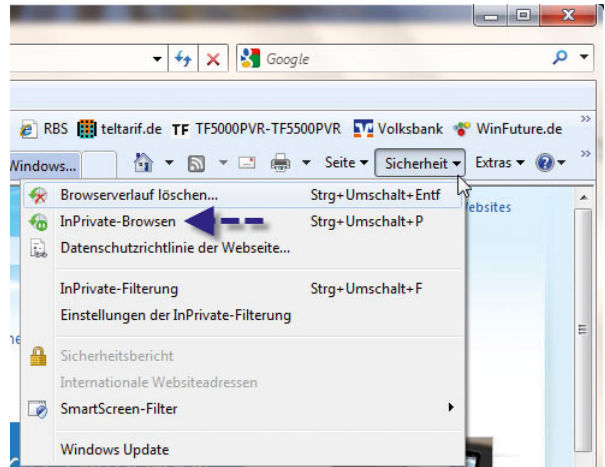 Google
RBS teltarif.de TF TF5000PVR-TF5500PVR Volksbank WinFuture.de »
Windows... Seite Sicherheit Extras »
Browserverlauf löschen... Strg+Umschalt+Entf
InPrivate-Browsen Strg+Umschalt+P
Datenschutzrichtlinie der Webseite...
InPrivate-Filterung Strg+Umschalt+F
Einstellungen der InPrivate-Filterung
Sicherheitsbericht
Internationale Websiteadressen
SmartScreen-Filter
Windows Update
ebsites